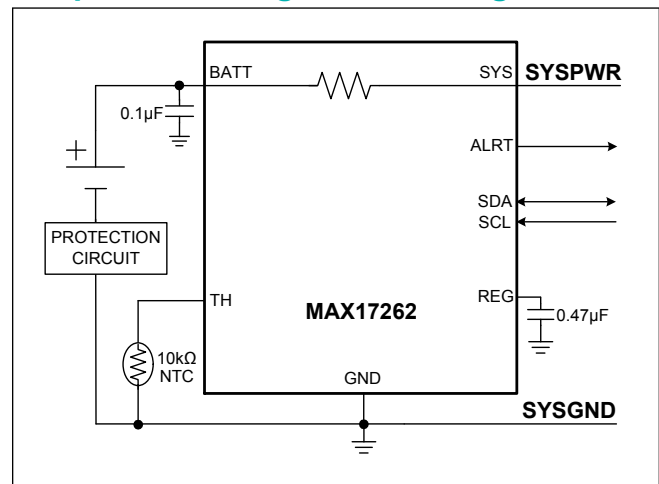 BATT
SYS
SYSPWR
0.1µF
ALRT
+
SDA
SCL
PROTECTION
CIRCUIT
TH
REG
MAX17262
0.47µF
10kΩ
NTC
GND
SYSGND